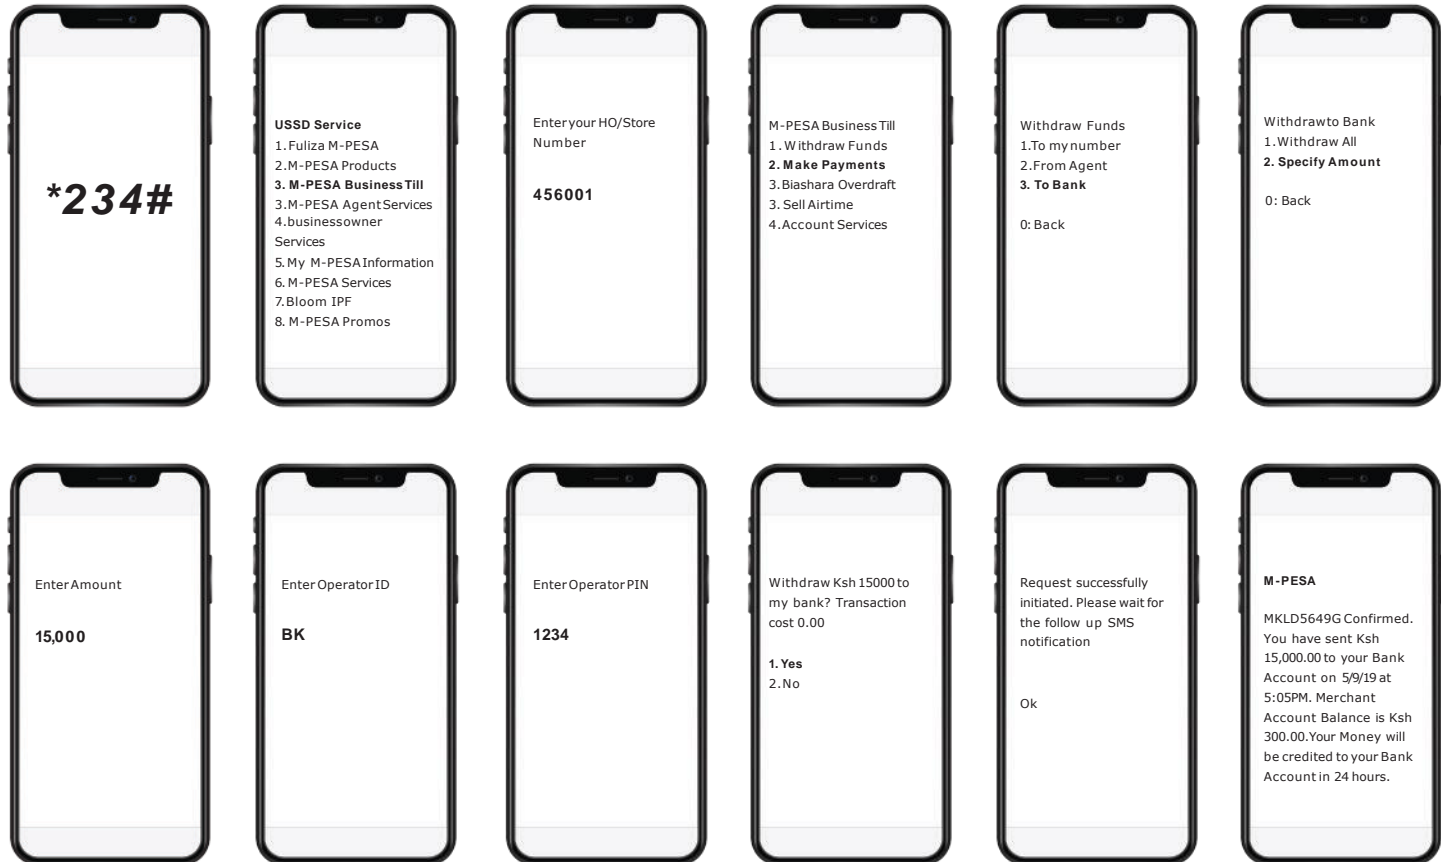 *234#
USSD Service
1. Fuliza M-PESA
2. M-PESA Products
3. M-PESA Business Till
3. M-PESA Agent Services
4. businessowner
Services
5. My M-PESA Information
6. M-PESA Services
7. Bloom IPF
8. M-PESA Promos
Enter your HO/Store
Number
456001
M-PESA Business Till
1. Withdraw Funds
2. Make Payments
3. Biashara Overdraft
3. Sell Airtime
4. Account Services
Withdraw Funds
1. To my number
2. From Agent
3. To Bank
0: Back
Withdrawto Bank
1. Withdraw All
2. Specify Amount
0: Back
Enter Amount
15,000
Enter Operator ID
BK
Enter Operator PIN
1234
Withdraw Ksh 15000 to
my bank? Transaction
cost 0.00
1. Yes
2. No
Request successfully
initiated. Please wait for
the follow up SMS
notification
Ok
M-PESA
MKLD5649G Confirmed.
You have sent Ksh
15,000.00 to your Bank
Account on 5/9/19 at
5:05PM. Merchant
Account Balance is Ksh
300.00.Your Money will
be credited to your Bank
Account in 24 hours.